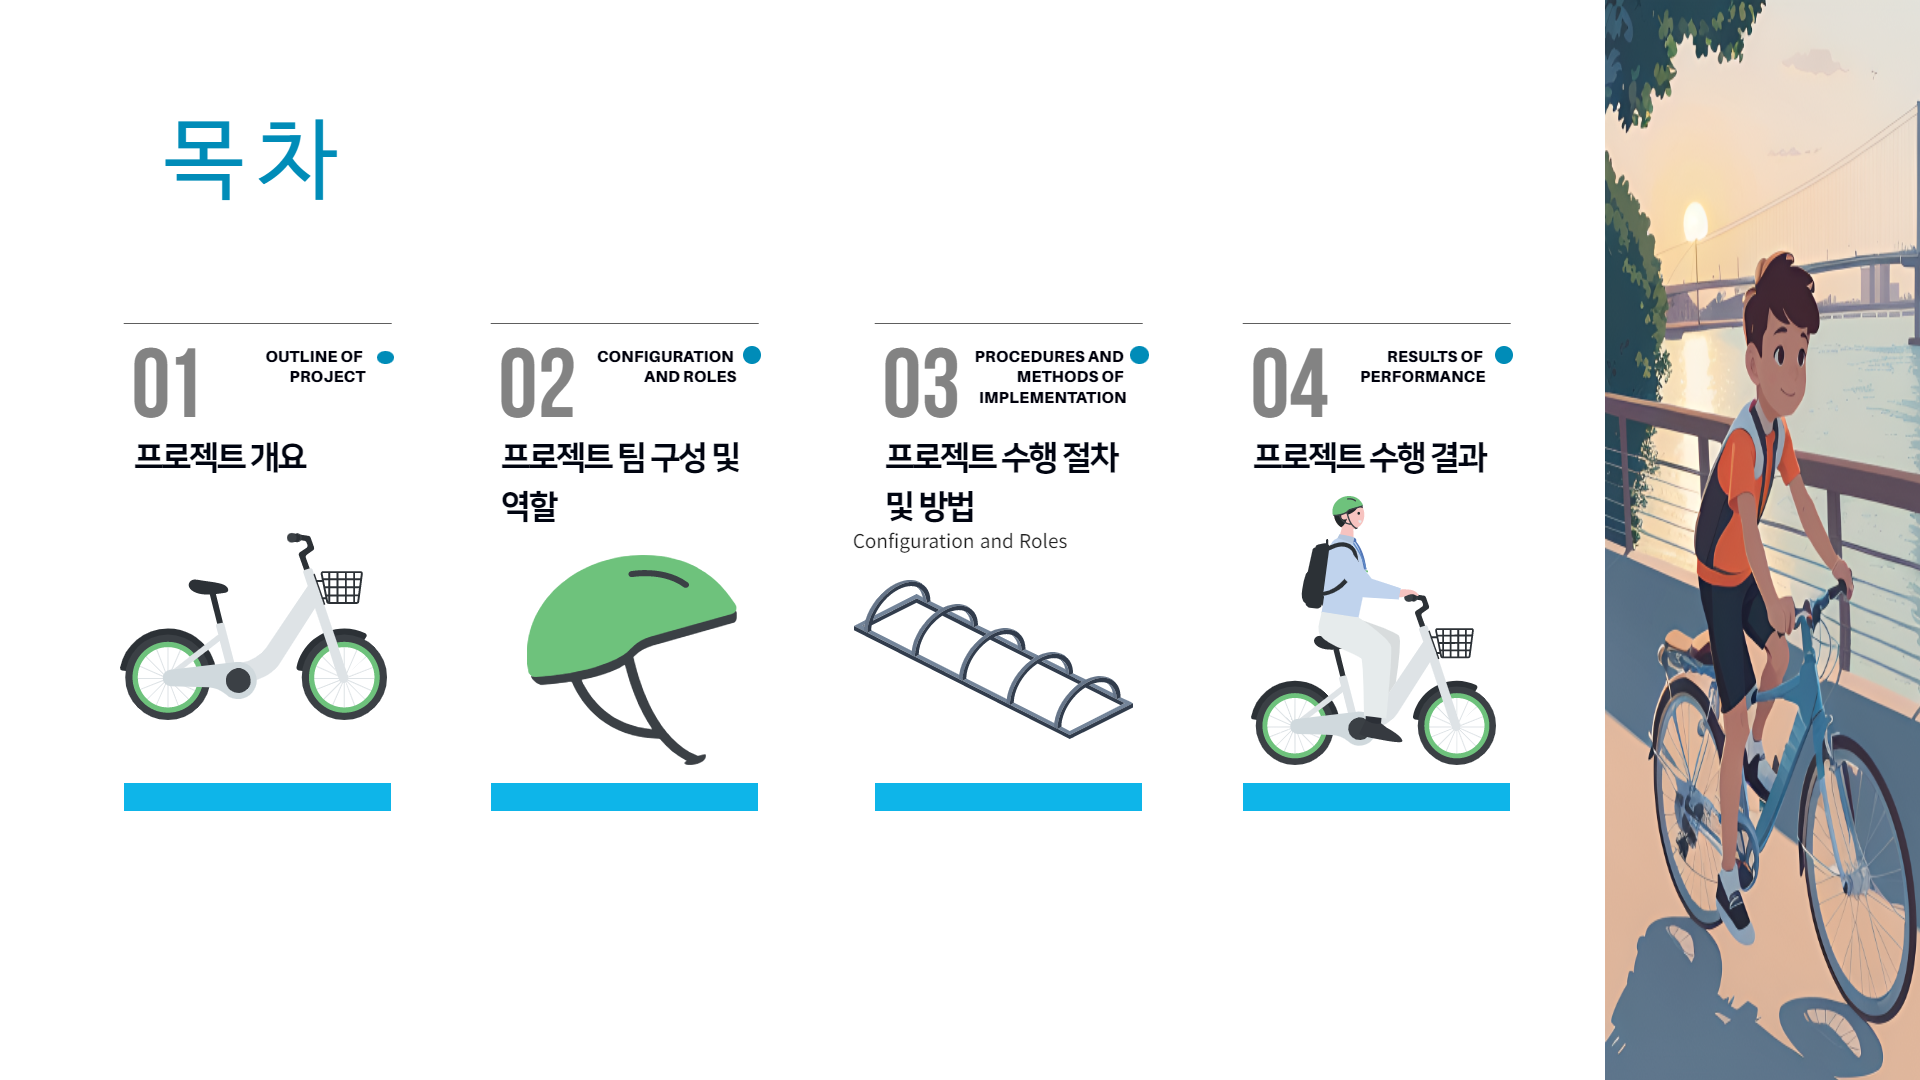 목차
01
OUTLINE OF
PROJECT
프로젝트 개요
02
CONFIGURATION
AND ROLES
프로젝트 팀 구성 및
역할
03
PROCEDURES AND
METHODS OF
IMPLEMENTATION
프로젝트 수행 절차
및 방법
Configuration and Roles
04
RESULTS OF
PERFORMANCE
프로젝트 수행 결과